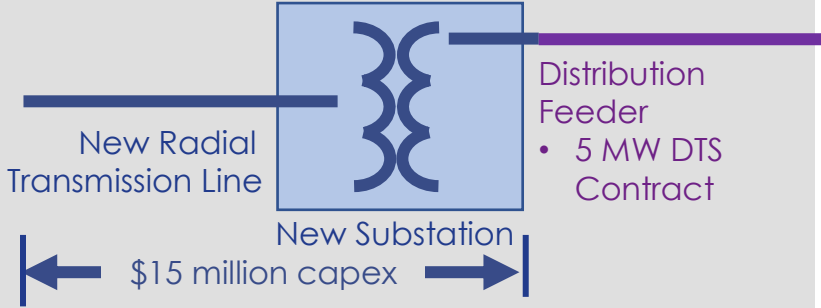 New Radial
Transmission Line
New Substation
$15 million capex
Distribution
Feeder
• 5 MW DTS
Contract